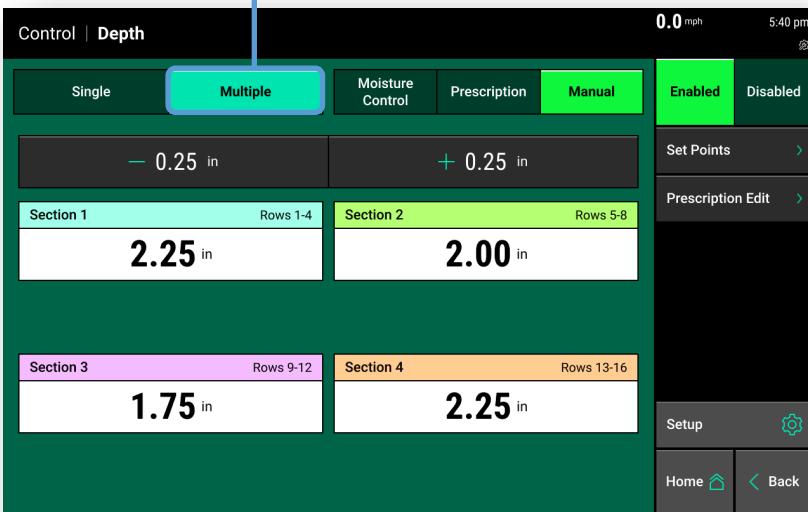 Control | Depth
0.0 mph
5:40 pm
Single
Multiple
Moisture
Control
Prescription
Manual
Enabled
Disabled
— 0.25 in
+ 0.25 in
Set Points >
Prescription Edit >
Section 1 Rows 1-4
2.25 in
Section 2 Rows 5-8
2.00 in
Section 3 Rows 9-12
1.75 in
Section 4 Rows 13-16
2.25 in
Setup
Home
< Back